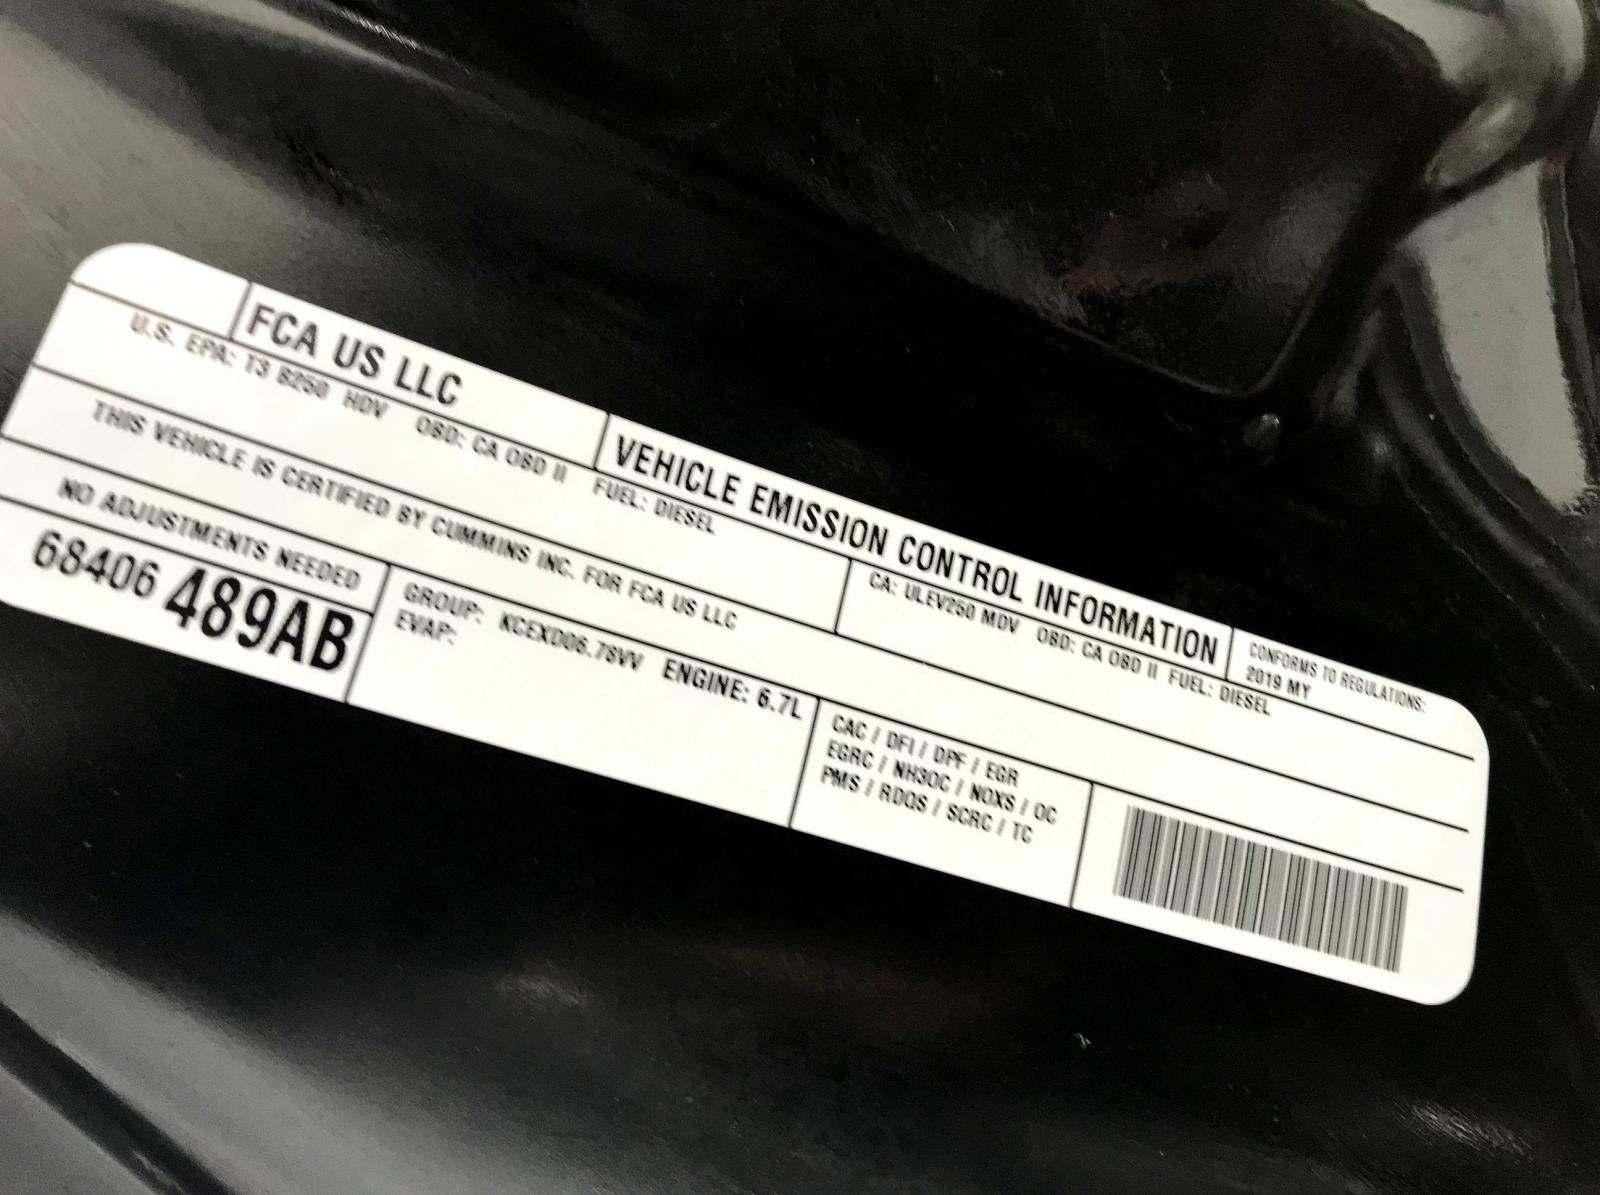 FCA US LLC
VEHICLE EMISSION CONTROL INFORMATION
CONFORMS TO REGULATIONS:
2019 MY
U.S. EPA: T3 B250 HDV OBD: CA OBD II FUEL: DIESEL
CA: ULEV250 MDV OBD: CA OBD II FUEL: DIESEL
THIS VEHICLE IS CERTIFIED BY CUMMINS INC. FOR FCA US LLC
NO ADJUSTMENTS NEEDED
68406 489AB
GROUP: KCEXD06.78VV ENGINE: 6.7L
EVAP:
CAC / DFI / DPF / EGR
EGRC / NH3OC / NOXS / OC
PMS / RDQS / SCRC / TC